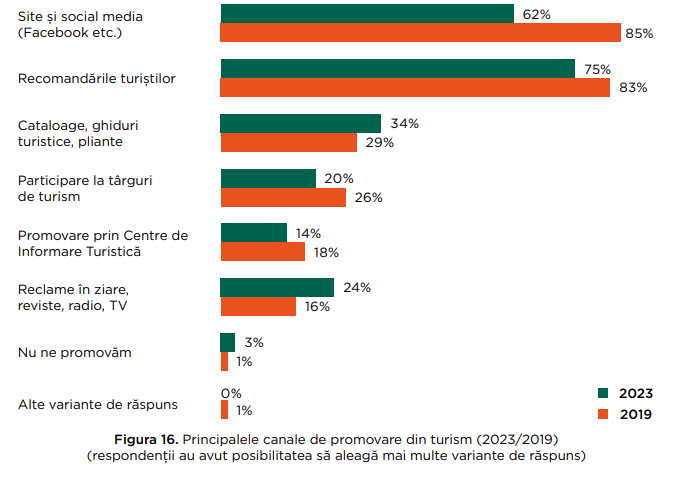 Site și social media
(Facebook etc.)
62%
85%
Recomandările turiștilor
75%
83%
Cataloage, ghiduri
turistice, pliante
34%
29%
Participare la târguri
de turism
20%
26%
Promovare prin Centre de
Informare Turistică
14%
18%
Reclame în ziare,
reviste, radio, TV
24%
16%
Nu ne promovăm
3%
1%
Alte variante de răspuns
0%
1%
2023
2019
Figura 16. Principalele canale de promovare din turism (2023/2019)
(respondenții au avut posibilitatea să aleagă mai multe variante de răspuns)